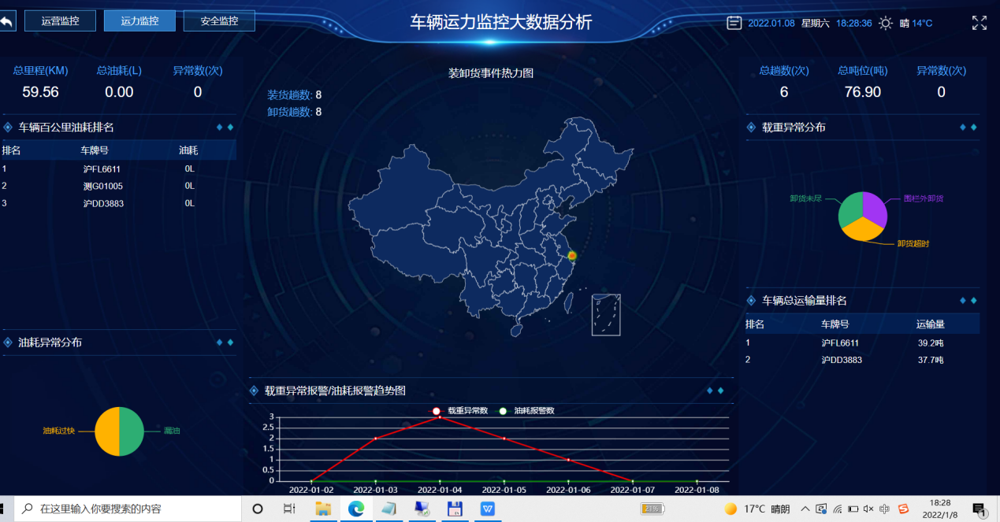 运营监控
运力监控
安全监控
车辆运力监控大数据分析
2022.01.08 星期六 18:28:36 晴 14°C
总里程(KM) 总油耗(L) 异常数(次)
59.56 0.00 0
车辆百公里油耗排名
排名 车牌号 油耗
1 沪FL6611 0L
2 测G01005 0L
3 沪DD3883 0L
油耗异常分布
油耗过快 漏油
装卸货事件热力图
装货趟数: 8
卸货趟数: 8
载重异常报警/油耗报警趋势图
载重异常数 油耗报警数
3
2.5
2
1.5
1
0.5
0
2022-01-02 2022-01-03 2022-01-04 2022-01-05 2022-01-06 2022-01-07 2022-01-08
总趟数(次) 总吨位(吨) 异常数(次)
6 76.90 0
载重异常分布
卸货未尽 围栏外卸货
卸货超时
车辆总运输量排名
排名 车牌号 运输量
1 沪FL6611 39.2吨
2 沪DD3883 37.7吨
在这里输入你要搜索的内容
17°C 晴朗
中
18:28
2022/1/8